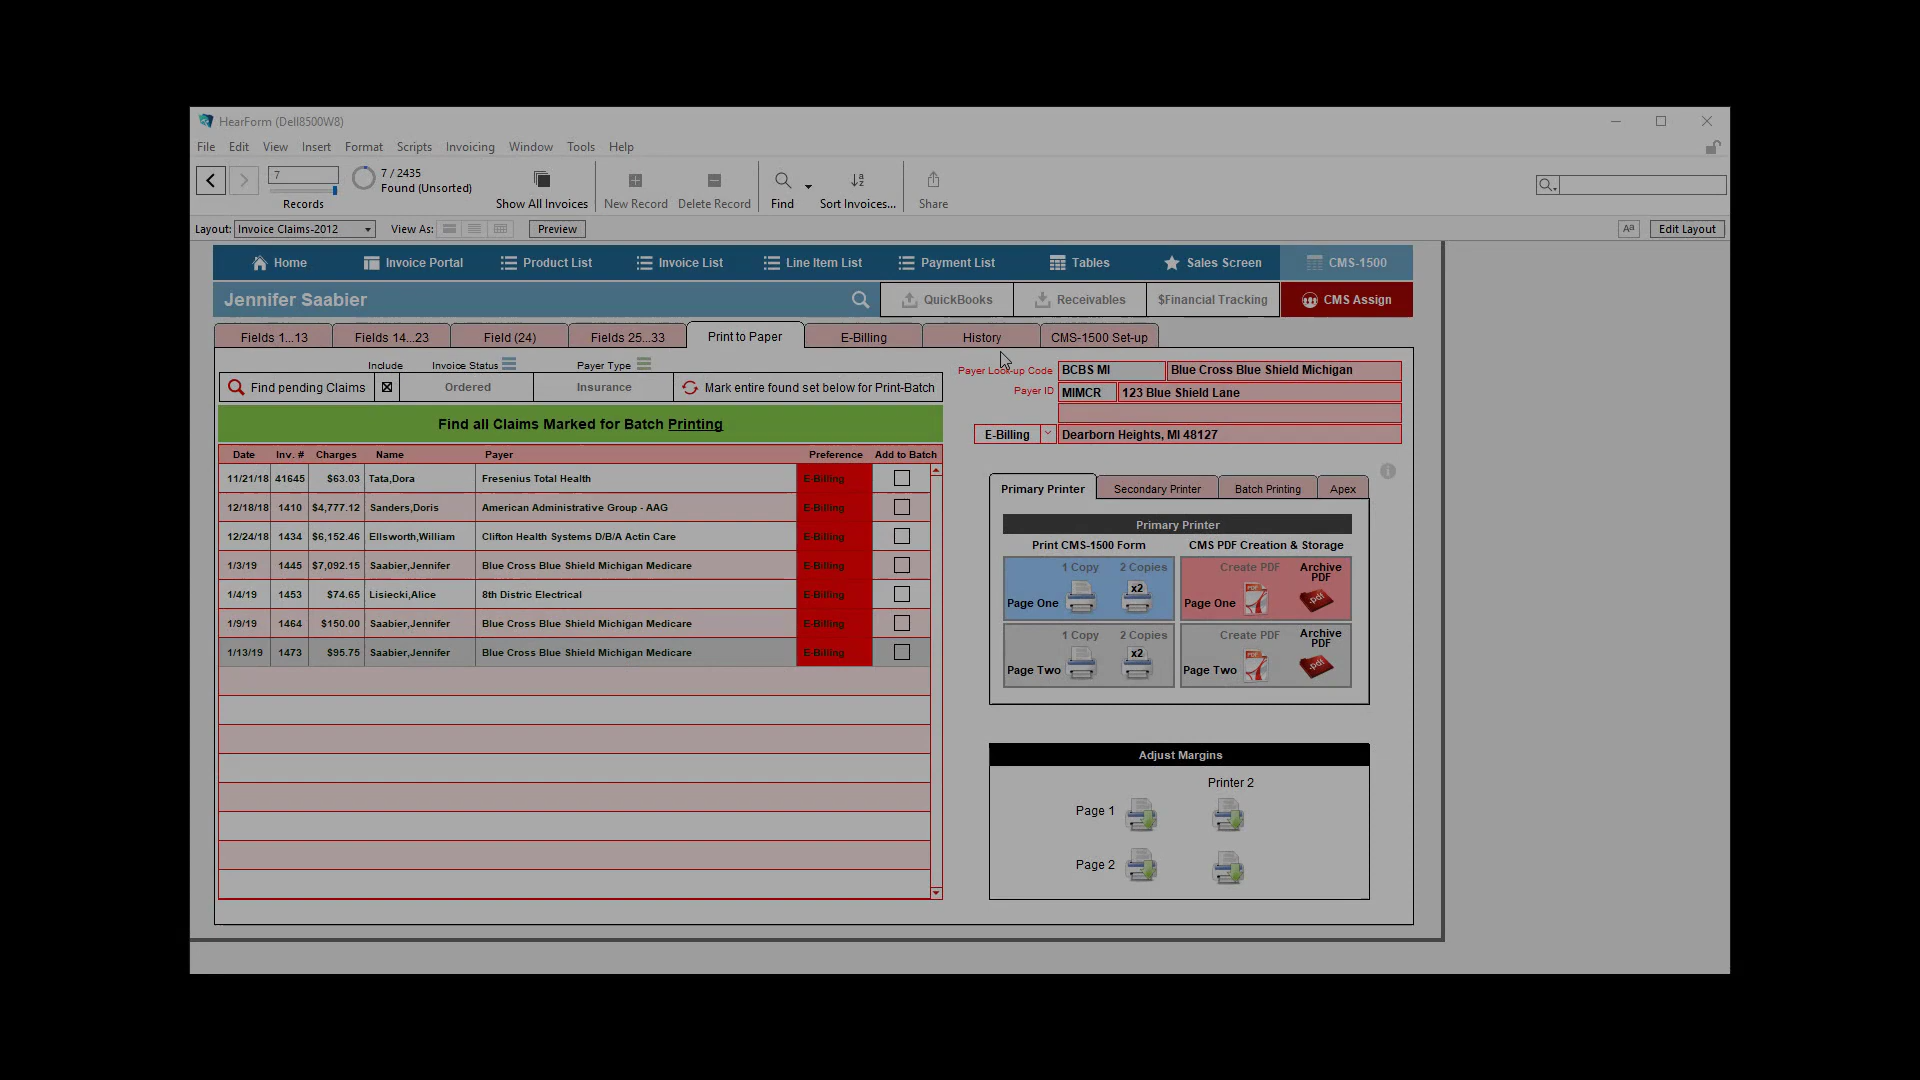 HearForm (Dell8500W8)
File Edit View Insert Format Scripts Invoicing Window Tools Help
7
7 / 2435
Found (Unsorted)
Records Show All Invoices New Record Delete Record Find Sort Invoices... Share
Layout: Invoice Claims-2012 View As: Preview Aª Edit Layout
Home Invoice Portal Product List Invoice List Line Item List Payment List Tables Sales Screen CMS-1500
Jennifer Saabier QuickBooks Receivables $Financial Tracking CMS Assign
Fields 1...13 Fields 14...23 Field (24) Fields 25...33 Print to Paper E-Billing History CMS-1500 Set-up
Include Invoice Status Payer Type
Find pending Claims Ordered Insurance Mark entire found set below for Print-Batch
Find all Claims Marked for Batch Printing
Date Inv. # Charges Name Payer Preference Add to Batch
11/21/18 41645 $63.03 Tata,Dora Fresenius Total Health E-Billing
12/18/18 1410 $4,777.12 Sanders,Doris American Administrative Group - AAG E-Billing
12/24/18 1434 $6,152.46 Ellsworth,William Clifton Health Systems D/B/A Actin Care E-Billing
1/3/19 1445 $7,092.15 Saabier,Jennifer Blue Cross Blue Shield Michigan Medicare E-Billing
1/4/19 1453 $74.65 Lisiecki,Alice 8th Distric Electrical E-Billing
1/9/19 1464 $150.00 Saabier,Jennifer Blue Cross Blue Shield Michigan Medicare E-Billing
1/13/19 1473 $95.75 Saabier,Jennifer Blue Cross Blue Shield Michigan Medicare E-Billing
Payer Look-up Code BCBS MI Blue Cross Blue Shield Michigan
Payer ID MIMCR 123 Blue Shield Lane
E-Billing Dearborn Heights, MI 48127
Primary Printer Secondary Printer Batch Printing Apex
Primary Printer
Print CMS-1500 Form CMS PDF Creation & Storage
1 Copy 2 Copies Create PDF Archive PDF
Page One x2 Page One
1 Copy 2 Copies Create PDF Archive PDF
Page Two x2 Page Two
Adjust Margins
Printer 2
Page 1
Page 2